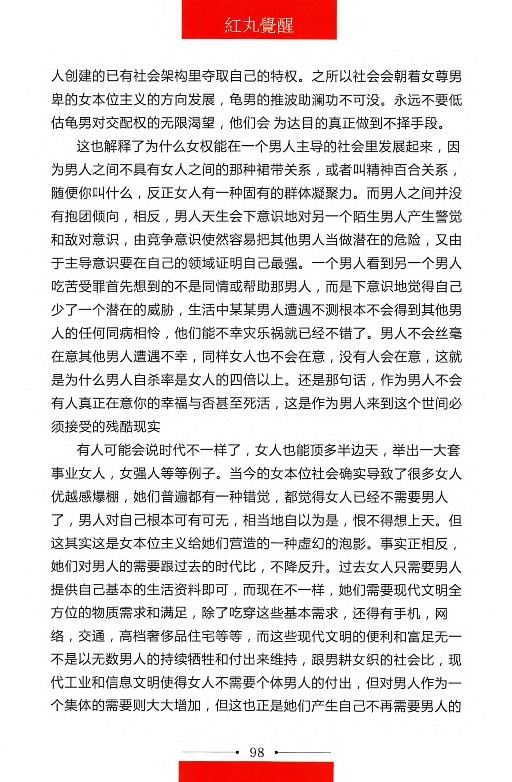 紅丸覺醒
人创建的已有社会架构里夺取自己的特权。之所以社会会朝着女尊男
卑的女本位主义的方向发展，龟男的推波助澜功不可没。永远不要低
估龟男对交配权的无限渴望，他们会 为达目的真正做到不择手段。
这也解释了为什么女权能在一个男人主导的社会里发展起来，因
为男人之间不具有女人之间的那种裙带关系，或者叫精神百合关系，
随便你叫什么，反正女人有一种固有的群体凝聚力。而男人之间并没
有抱团倾向，相反，男人天生会下意识地对另一个陌生男人产生警觉
和敌对意识，由竞争意识使然容易把其他男人当做潜在的危险，又由
于主导意识要在自己的领域证明自己最强。一个男人看到另一个男人
吃苦受罪首先想到的不是同情或帮助那男人，而是下意识地觉得自己
少了一个潜在的威胁，生活中某某男人遭遇不测根本不会得到其他男
人的任何同病相怜，他们能不幸灾乐祸就已经不错了。男人不会丝毫
在意其他男人遭遇不幸，同样女人也不会在意，没有人会在意，这就
是为什么男人自杀率是女人的四倍以上。还是那句话，作为男人不会
有人真正在意你的幸福与否甚至死活，这是作为男人来到这个世间必
须接受的残酷现实
有人可能会说时代不一样了，女人也能顶多半边天，举出一大套
事业女人，女强人等等例子。当今的女本位社会确实导致了很多女人
优越感爆棚，她们普遍都有一种错觉，都觉得女人已经不需要男人
了，男人对自己根本可有可无，相当地自以为是，恨不得想上天。但
这其实这是女本位主义给她们营造的一种虚幻的泡影。事实正相反，
她们对男人的需要跟过去的时代比，不降反升。过去女人只需要男人
提供自己基本的生活资料即可，而现在不一样，她们需要现代文明全
方位的物质需求和满足，除了吃穿这些基本需求，还得有手机，网
络，交通，高档奢侈品住宅等等，而这些现代文明的便利和富足无一
不是以无数男人的持续牺牲和付出来维持，跟男耕女织的社会比，现
代工业和信息文明使得女人不需要个体男人的付出，但对男人作为一
个集体的需要则大大增加，但这也正是她们产生自己不再需要男人的
98